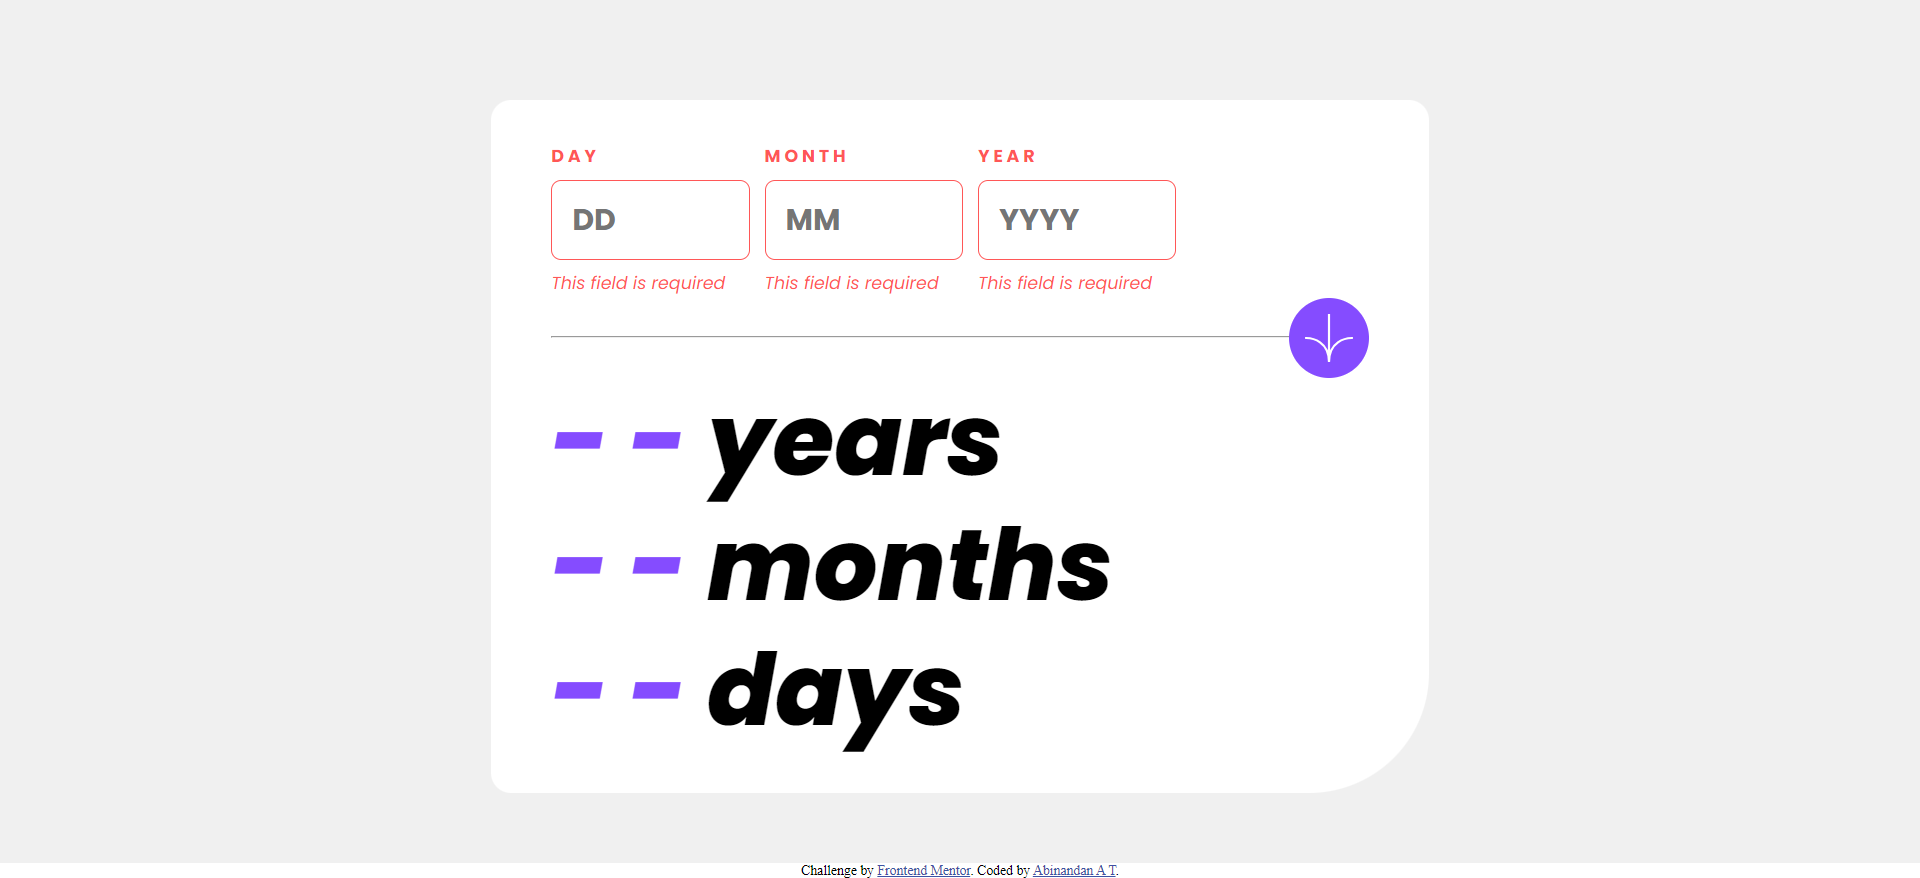 DAY MONTH YEAR
DD MM YYYY
This field is required This field is required This field is required
- - years
- - months
- - days
Challenge by Frontend Mentor. Coded by Abinandan A T.